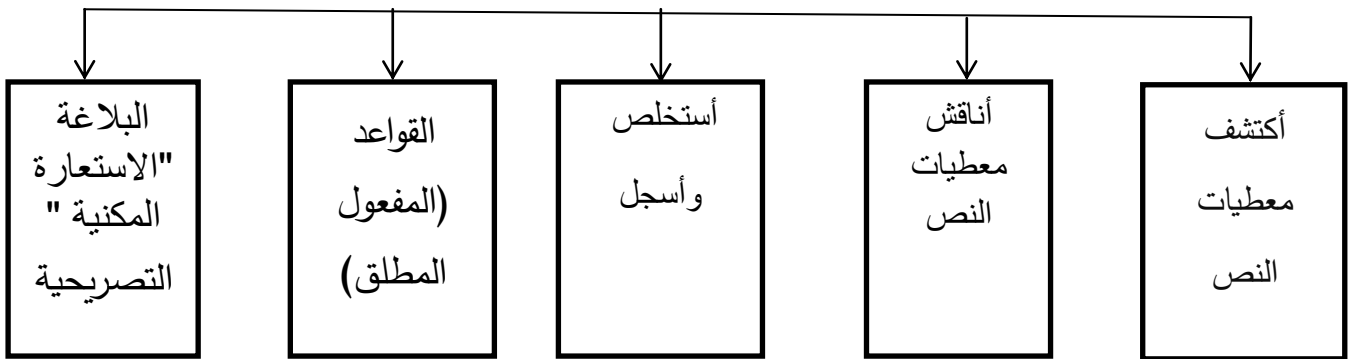 أكتشف
معطيات
النص
أناقش
معطيات
النص
أستخلص
وأسجل
القواعد
(المفعول
المطلق)
البلاغة
"الاستعارة
المكنية "
التصريحية